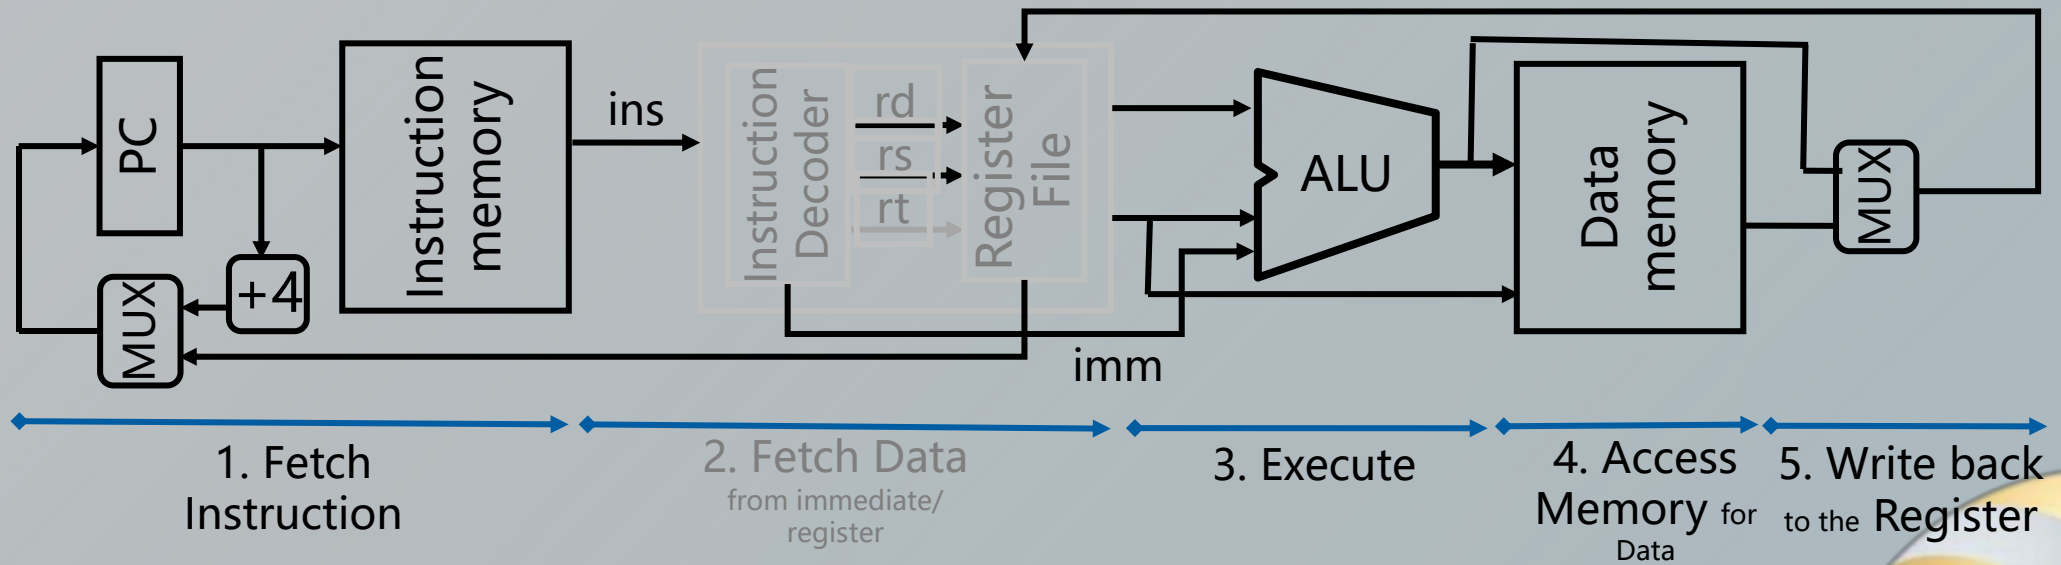 PC
+4
MUX
Instruction
memory
ins
Instruction
Decoder
rd
rs
rt
Register
File
imm
ALU
Data
memory
MUX
1. Fetch
Instruction
2. Fetch Data
from immediate/
register
3. Execute
4. Access
Memory for
Data
5. Write back
to the Register